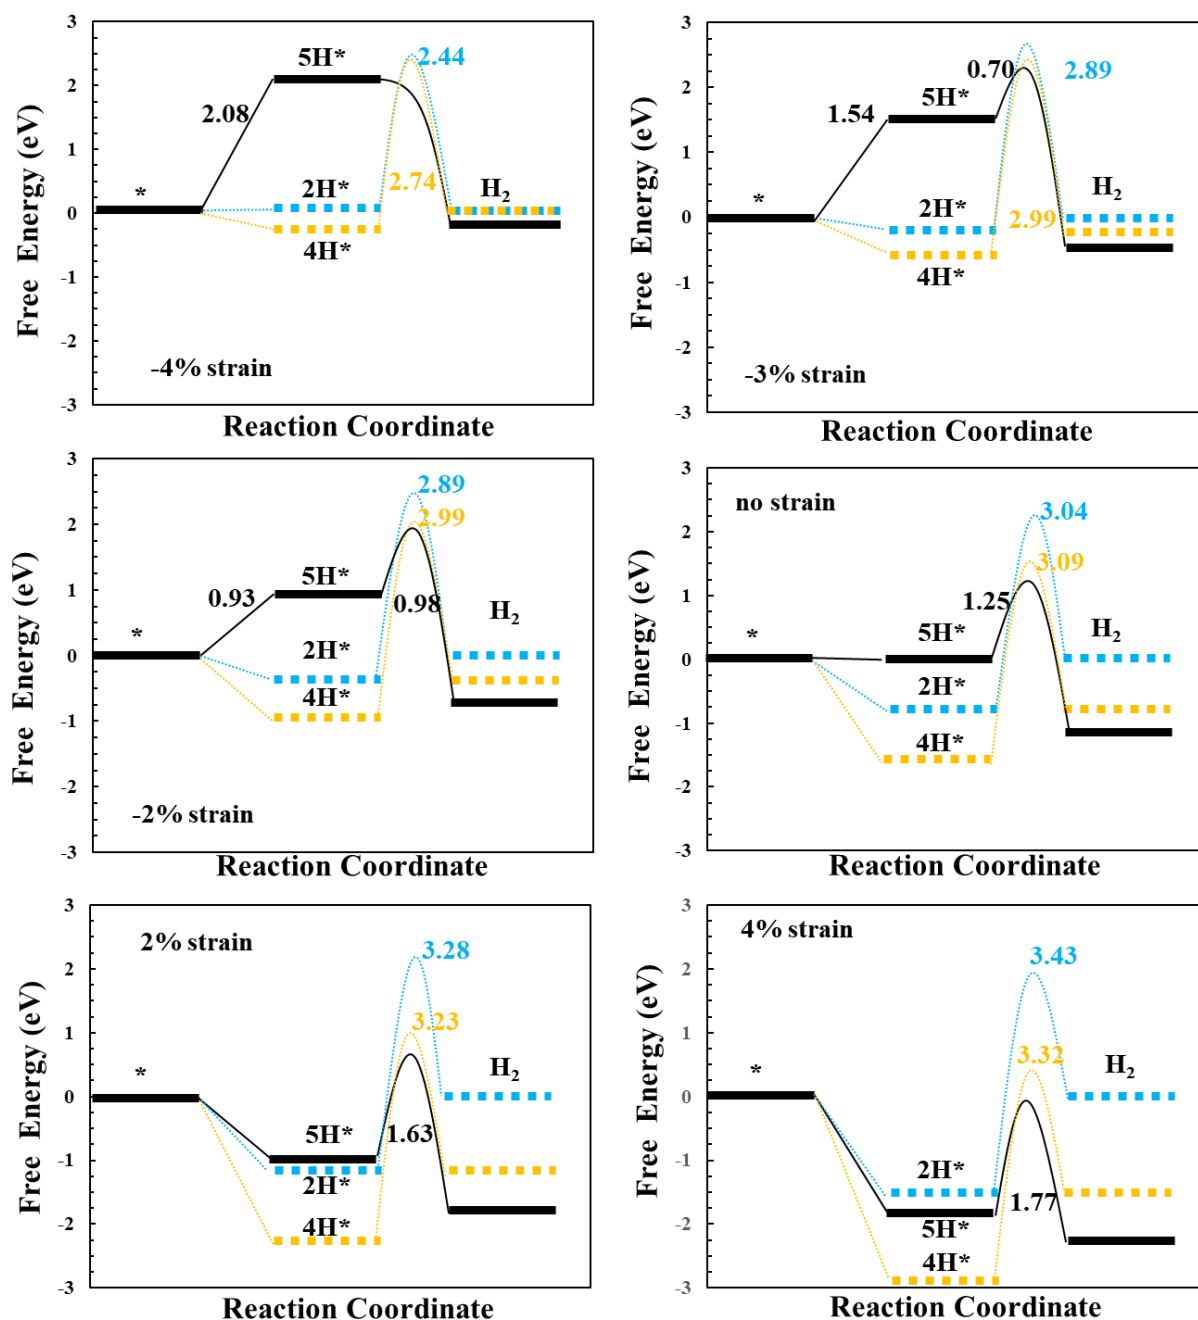 3
2
1
0
-1
-2
-3
Free Energy (eV)
5H*
2.44
2.08
*
2H*
2.74
H2
4H*
-4% strain
Reaction Coordinate
3
2
1
0
-1
-2
-3
Free Energy (eV)
0.70
2.89
5H*
1.54
*
2H*
2.99
H2
4H*
-3% strain
Reaction Coordinate
3
2
1
0
-1
-2
-3
Free Energy (eV)
2.89
2.99
5H*
0.93
0.98
*
2H*
H2
4H*
-2% strain
Reaction Coordinate
3
2
1
0
-1
-2
-3
Free Energy (eV)
no strain
3.04
3.09
1.25
*
5H*
H2
2H*
4H*
Reaction Coordinate
3
2
1
0
-1
-2
-3
Free Energy (eV)
2% strain
3.28
3.23
*
H2
5H*
1.63
2H*
4H*
Reaction Coordinate
3
2
1
0
-1
-2
-3
Free Energy (eV)
4% strain
3.43
3.32
*
H2
2H*
1.77
5H*
4H*
Reaction Coordinate